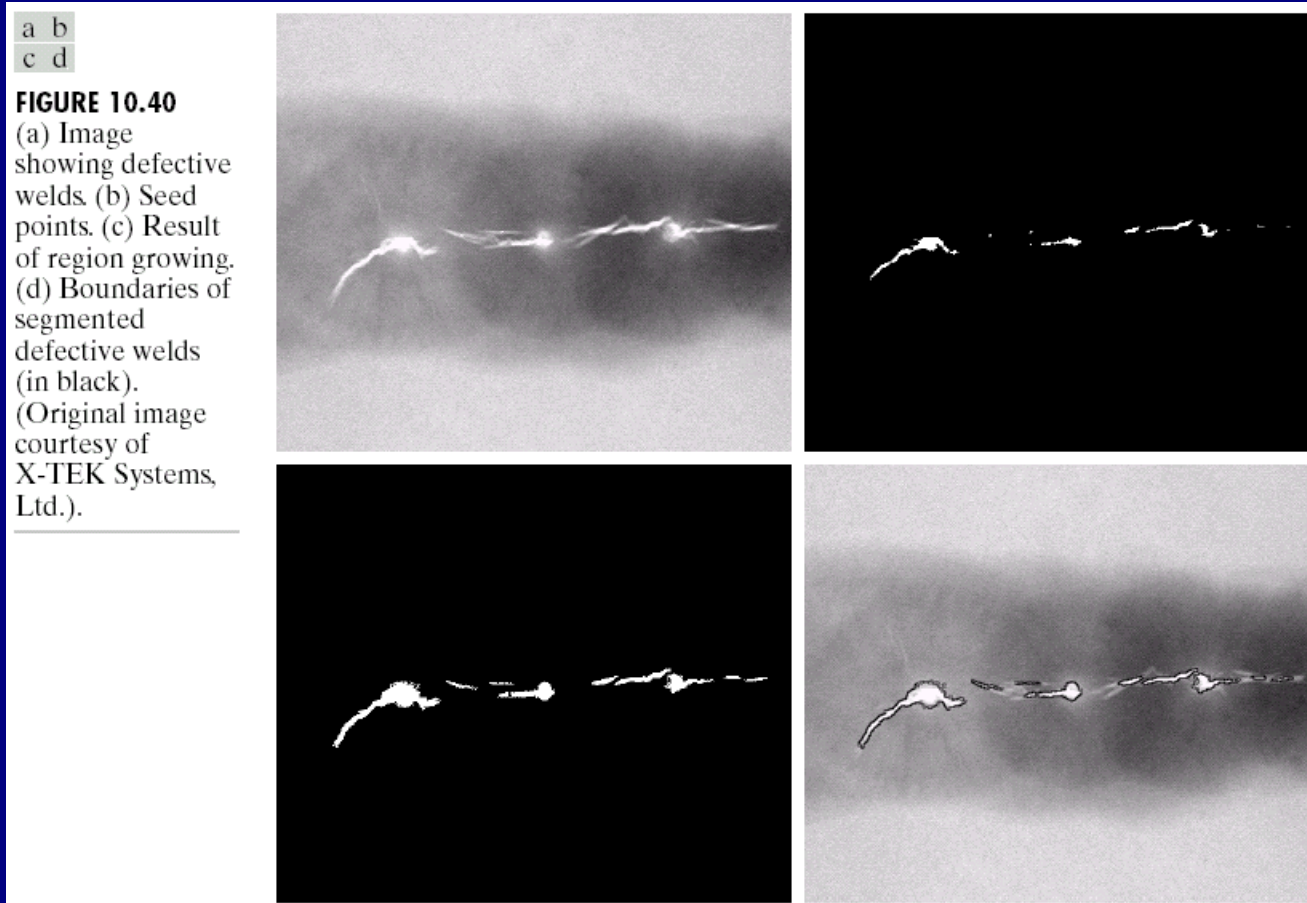 a b
c d
FIGURE 10.40
(a) Image
showing defective
welds. (b) Seed
points. (c) Result
of region growing.
(d) Boundaries of
segmented
defective welds
(in black).
(Original image
courtesy of
X-TEK Systems,
Ltd.).